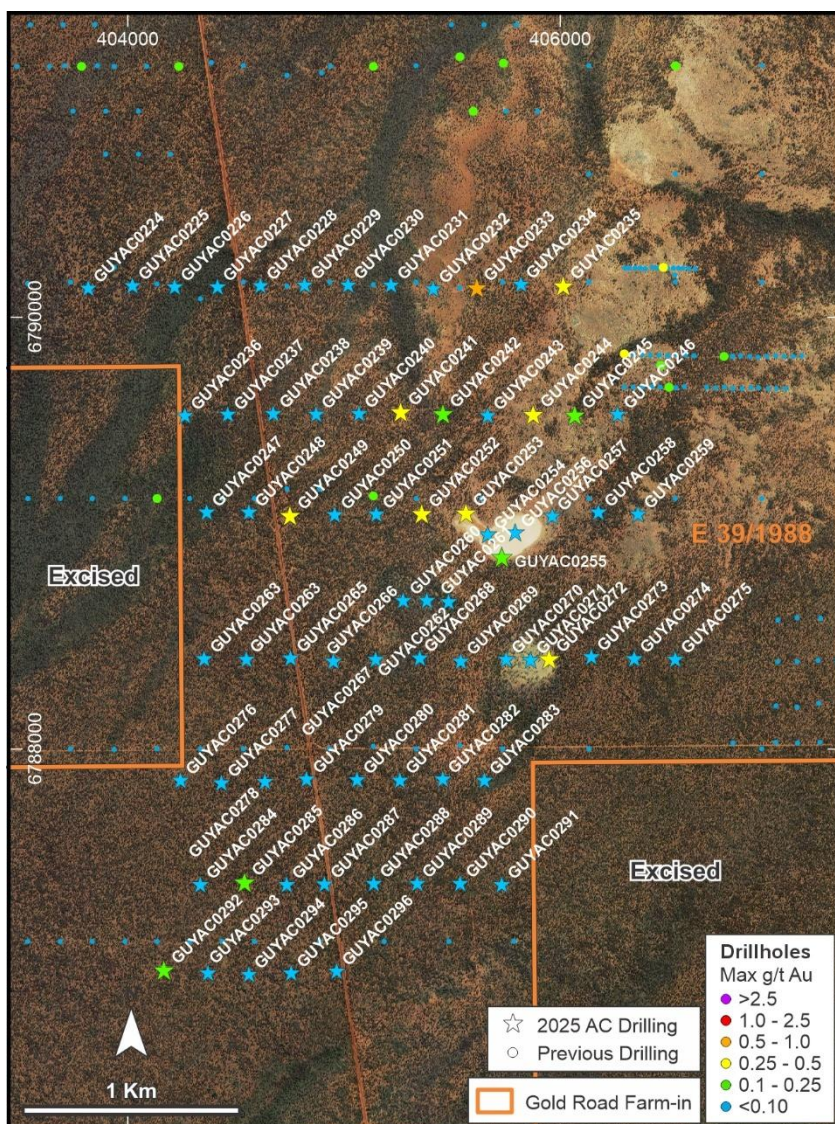 404000
406000
GUYAC0224
GUYAC0225
GUYAC0226
GUYAC0227
GUYAC0228
GUYAC0229
GUYAC0230
GUYAC0231
GUYAC0232
GUYAC0233
GUYAC0234
GUYAC0235
6790000
GUYAC0236
GUYAC0237
GUYAC0238
GUYAC0239
GUYAC0240
GUYAC0241
GUYAC0242
GUYAC0243
GUYAC0244
GUYAC0245
GUYAC0246
GUYAC0247
GUYAC0248
GUYAC0249
GUYAC0250
GUYAC0251
GUYAC0252
GUYAC0253
GUYAC0254
GUYAC0256
GUYAC0257
GUYAC0258
GUYAC0259
E 39/1988
Excised
GUYAC0255
GUYAC0260
GUYAC0262
GUYAC0263
GUYAC0263
GUYAC0265
GUYAC0266
GUYAC0267
GUYAC0268
GUYAC0269
GUYAC0270
GUYAC0271
GUYAC0272
GUYAC0273
GUYAC0274
GUYAC0275
6788000
GUYAC0276
GUYAC0277
GUYAC0278
GUYAC0279
GUYAC0280
GUYAC0281
GUYAC0282
GUYAC0283
GUYAC0284
GUYAC0285
GUYAC0286
GUYAC0287
GUYAC0288
GUYAC0289
GUYAC0290
GUYAC0291
Excised
GUYAC0292
GUYAC0293
GUYAC0294
GUYAC0295
GUYAC0296
1 Km
2025 AC Drilling
Previous Drilling
Gold Road Farm-in
Drillholes
Max g/t Au
>2.5
1.0 - 2.5
0.5 - 1.0
0.25 - 0.5
0.1 - 0.25
<0.10